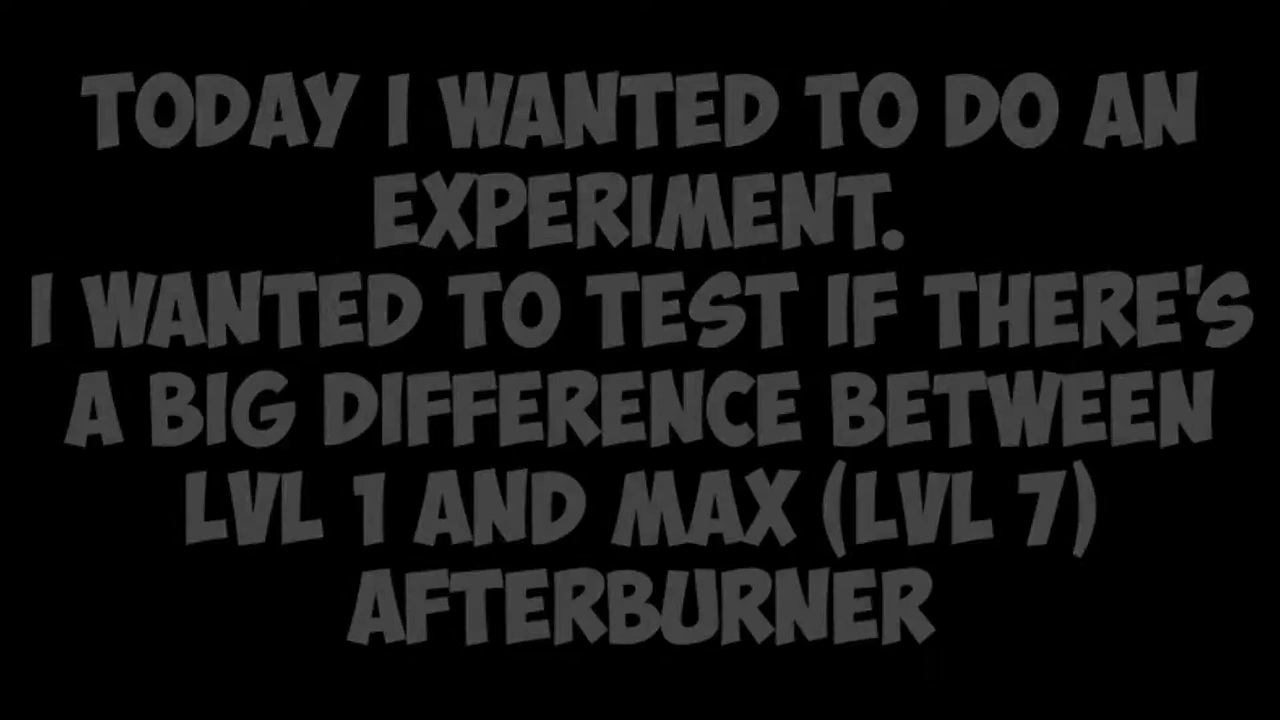 TODAY I WANTED TO DO AN
EXPERIMENT.
I WANTED TO TEST IF THERE'S
A BIG DIFFERENCE BETWEEN
LVL 1 AND MAX (LVL 7)
AFTERBURNER